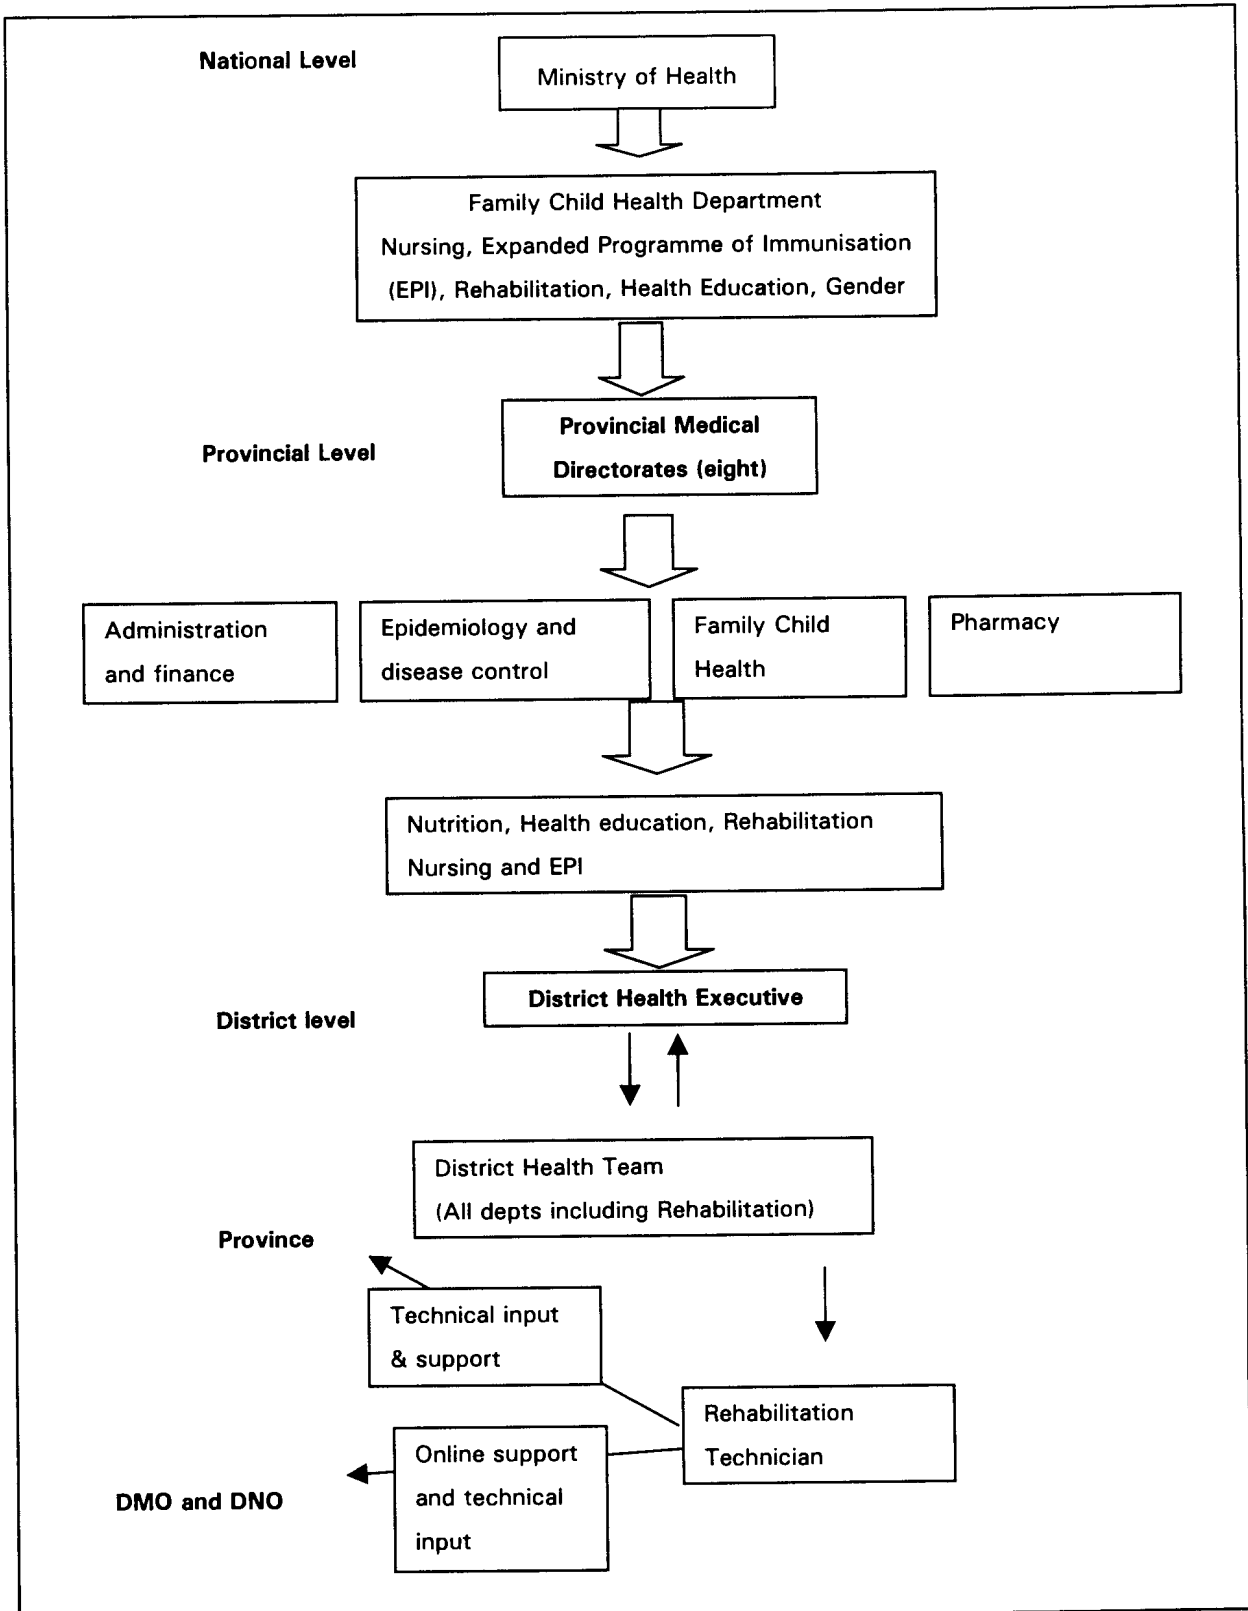 National Level
Ministry of Health
Family Child Health Department
Nursing, Expanded Programme of Immunisation
(EPI), Rehabilitation, Health Education, Gender
Provincial Medical
Directorates (eight)
Provincial Level
Administration
and finance
Epidemiology and
disease control
Family Child
Health
Pharmacy
Nutrition, Health education, Rehabilitation
Nursing and EPI
District Health Executive
District level
District Health Team
(All depts including Rehabilitation)
Province
Technical input
& support
Rehabilitation
Technician
Online support
and technical
input
DMO and DNO